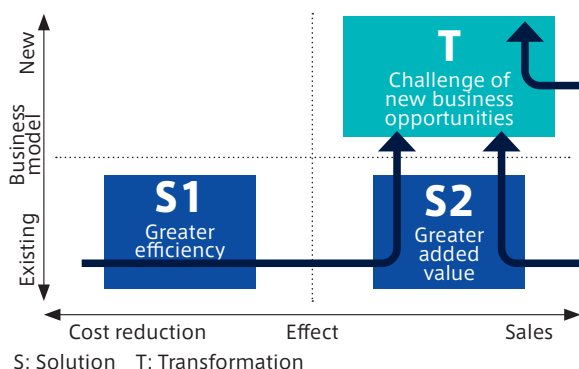 New
Business
model
Existing
T
Challenge of
new business
opportunities
S1
Greater
efficiency
S2
Greater
added
value
Cost reduction
Effect
Sales
S: Solution T: Transformation